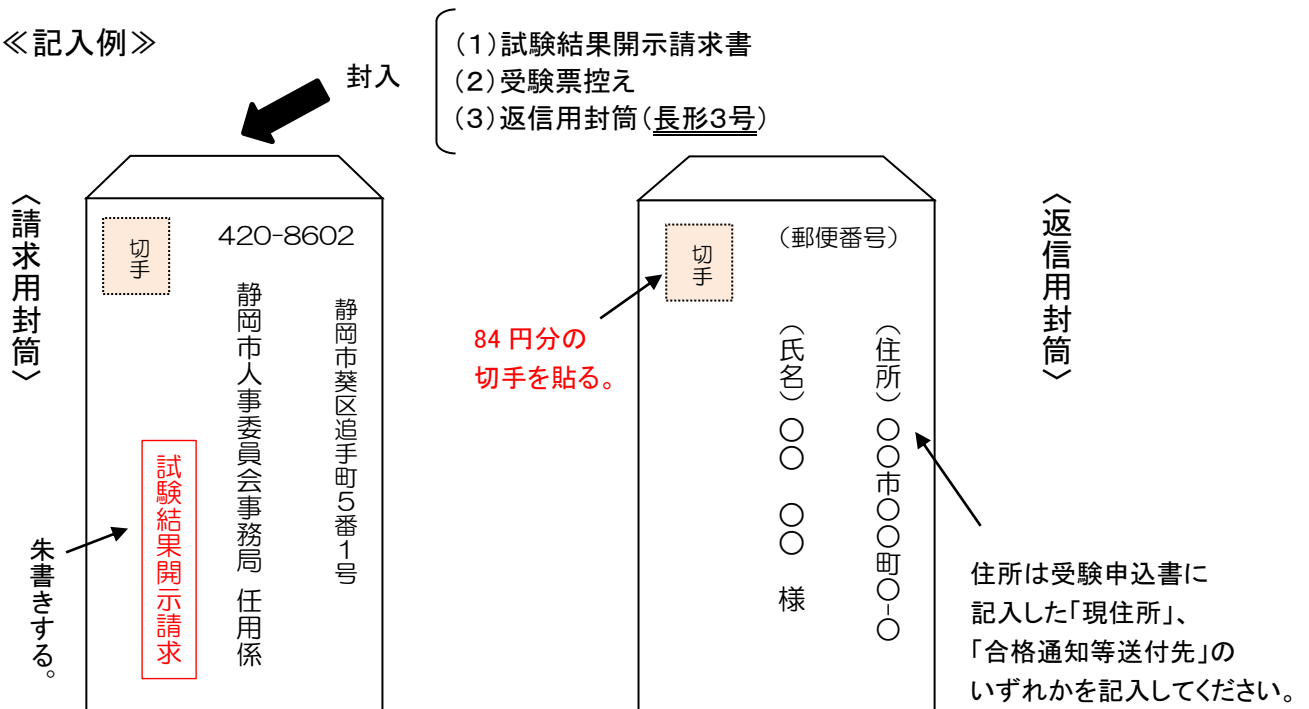 ≪記入例≫
封入
(1)試験結果開示請求書
(2)受験票控え
(3)返信用封筒(長形3号)
〈請求用封筒〉
切手
420-8602
静岡市葵区追手町5番1号
静岡市人事委員会事務局 任用係
試験結果開示請求
朱書きする。
〈返信用封筒〉
切手
(郵便番号)
(住所)〇〇市〇〇町〇-〇
(氏名)〇〇 〇〇 様
84 円分の
切手を貼る。
住所は受験申込書に
記入した「現住所」、
「合格通知等送付先」の
いずれかを記入してください。